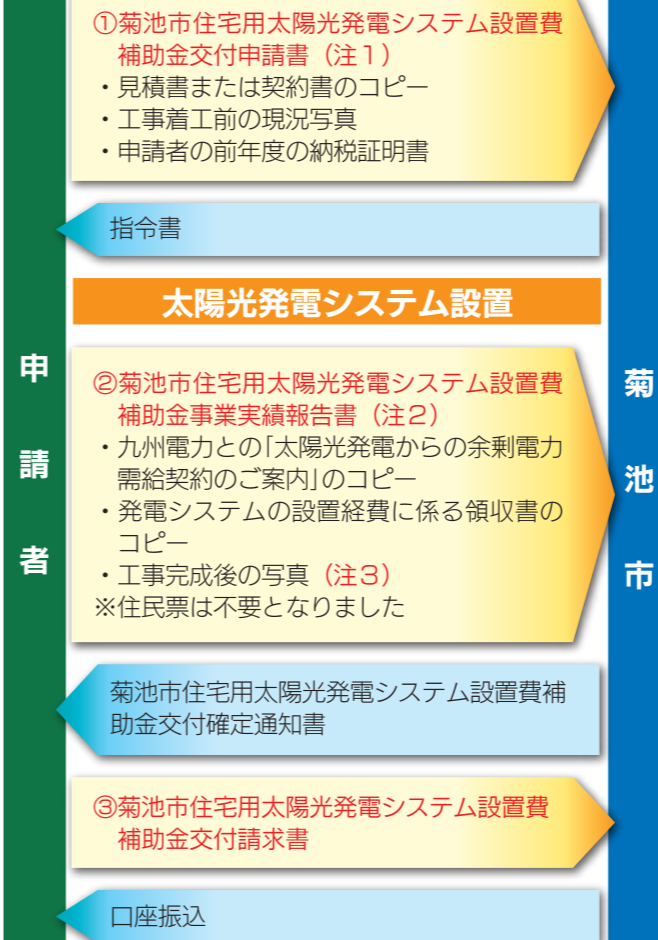 ①菊池市住宅用太陽光発電システム設置費
補助金交付申請書（注１）
・見積書または契約書のコピー
・工事着工前の現況写真
・申請者の前年度の納税証明書
指令書
太陽光発電システム設置
申請者
菊池市
②菊池市住宅用太陽光発電システム設置費
補助金事業実績報告書（注２）
・九州電力との「太陽光発電からの余剰電力
需給契約のご案内」のコピー
・発電システムの設置経費に係る領収書の
コピー
・工事完成後の写真（注３）
※住民票は不要となりました
菊池市住宅用太陽光発電システム設置費補
助金交付確定通知書
③菊池市住宅用太陽光発電システム設置費
補助金交付請求書
口座振込